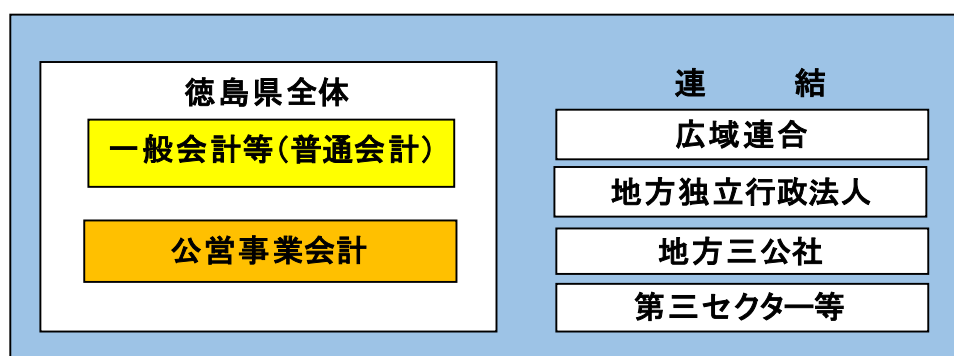 徳島県全体
一般会計等(普通会計)
公営事業会計
連　　結
広域連合
地方独立行政法人
地方三公社
第三セクター等